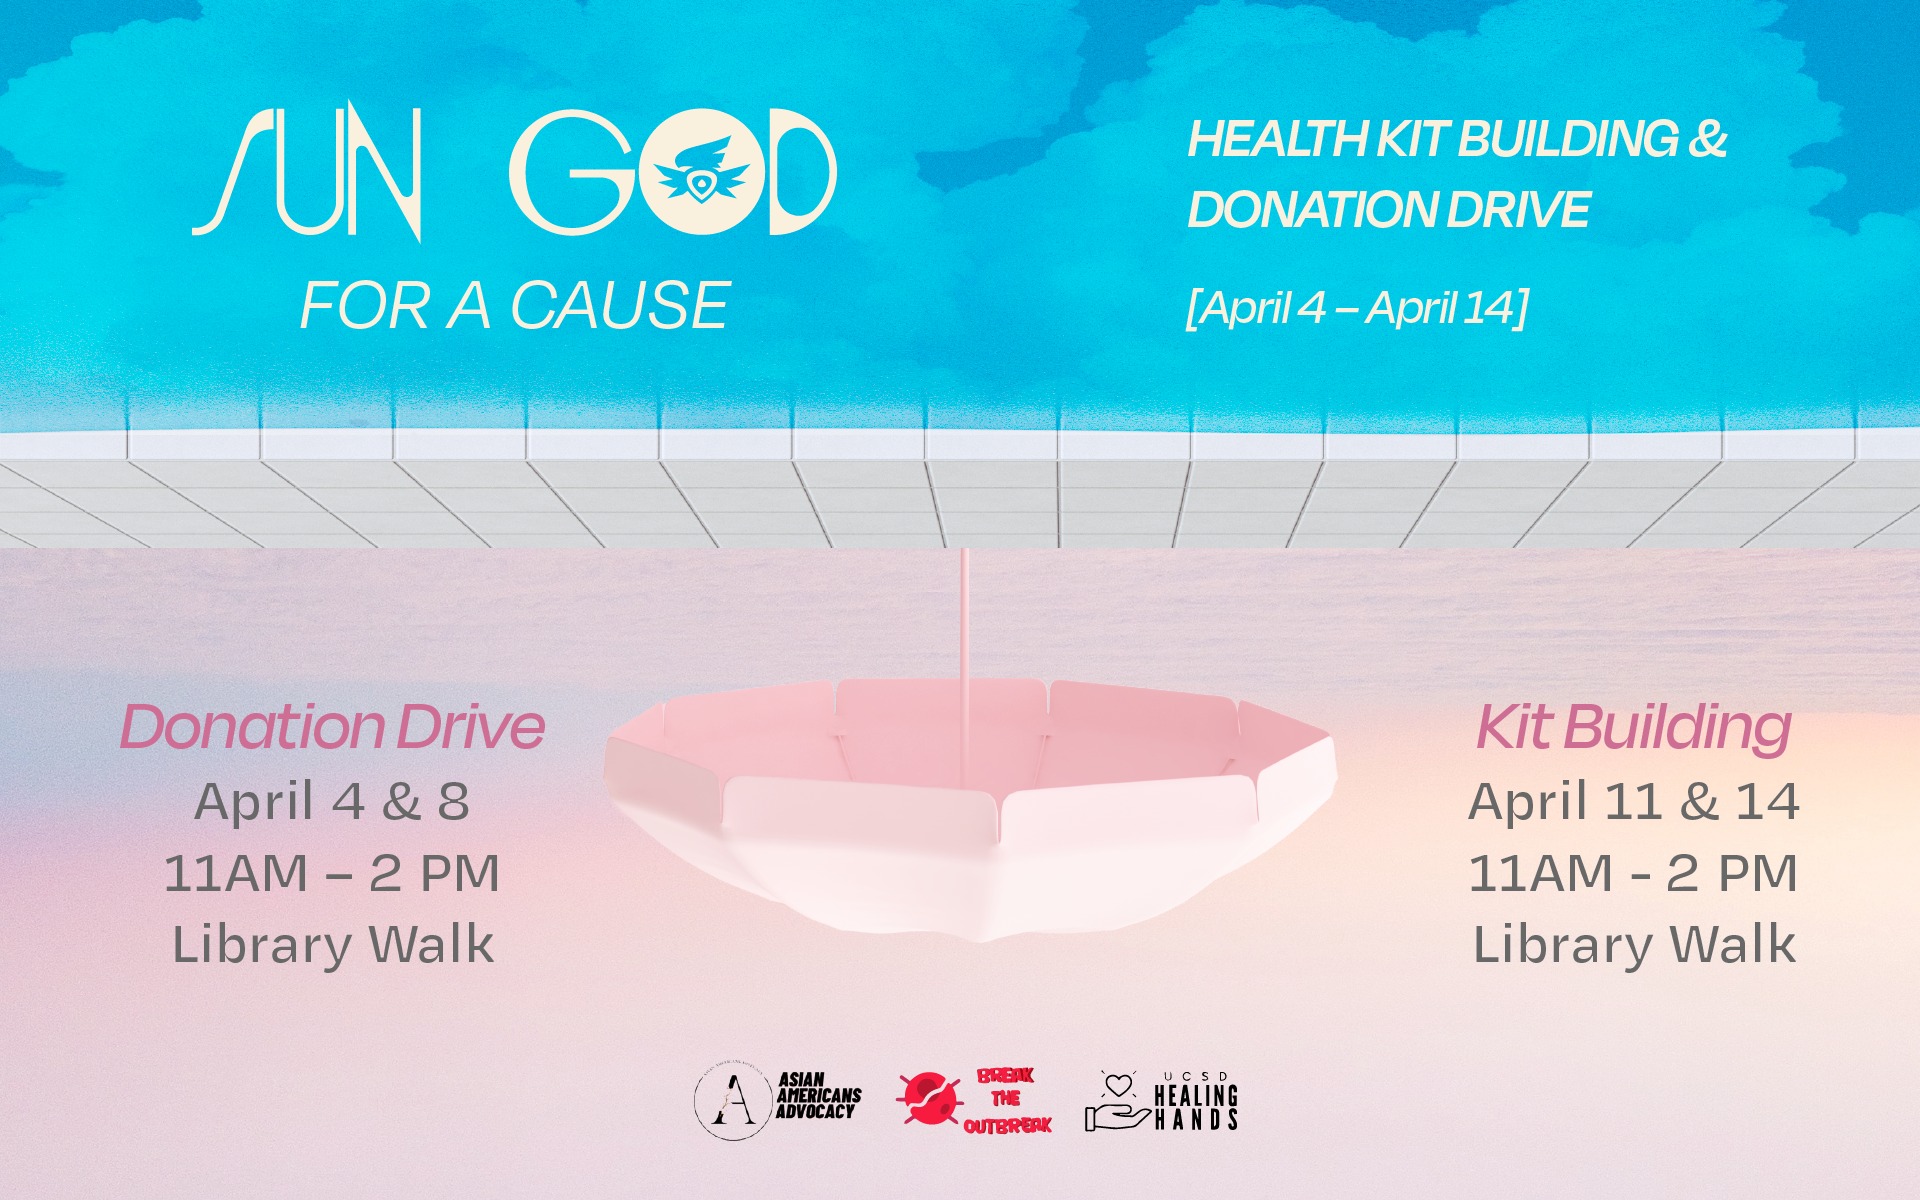 SUN GOD
FOR A CAUSE
HEALTH KIT BUILDING &
DONATION DRIVE
[April 4 – April 14]
Donation Drive
April 4 & 8
11AM – 2 PM
Library Walk
Kit Building
April 11 & 14
11AM - 2 PM
Library Walk
A
ASIAN
AMERICANS
ADVOCACY
BREAK
THE
OUTBREAK
UCSD
HEALING
HANDS